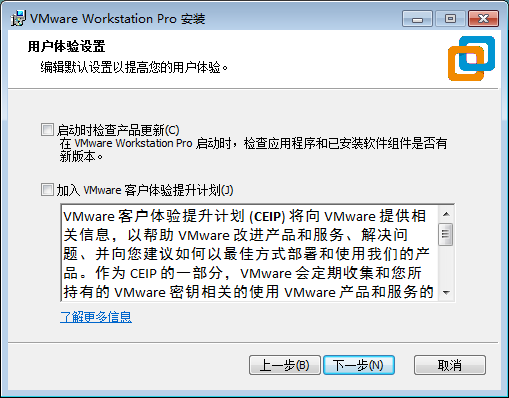 VMware Workstation Pro 安装
用户体验设置
编辑默认设置以提高您的用户体验。
启动时检查产品更新(C)
在 VMware Workstation Pro 启动时，检查应用程序和已安装软件组件是否有
新版本。
加入 VMware 客户体验提升计划(J)
VMware 客户体验提升计划 (CEIP) 将向 VMware 提供相
关信息，以帮助 VMware 改进产品和服务、解决问
题、并向您建议如何以最佳方式部署和使用我们的产
品。作为 CEIP 的一部分，VMware 会定期收集和您所
持有的 VMware 密钥相关的使用 VMware 产品和服务的
了解更多信息
上一步(B)
下一步(N)
取消